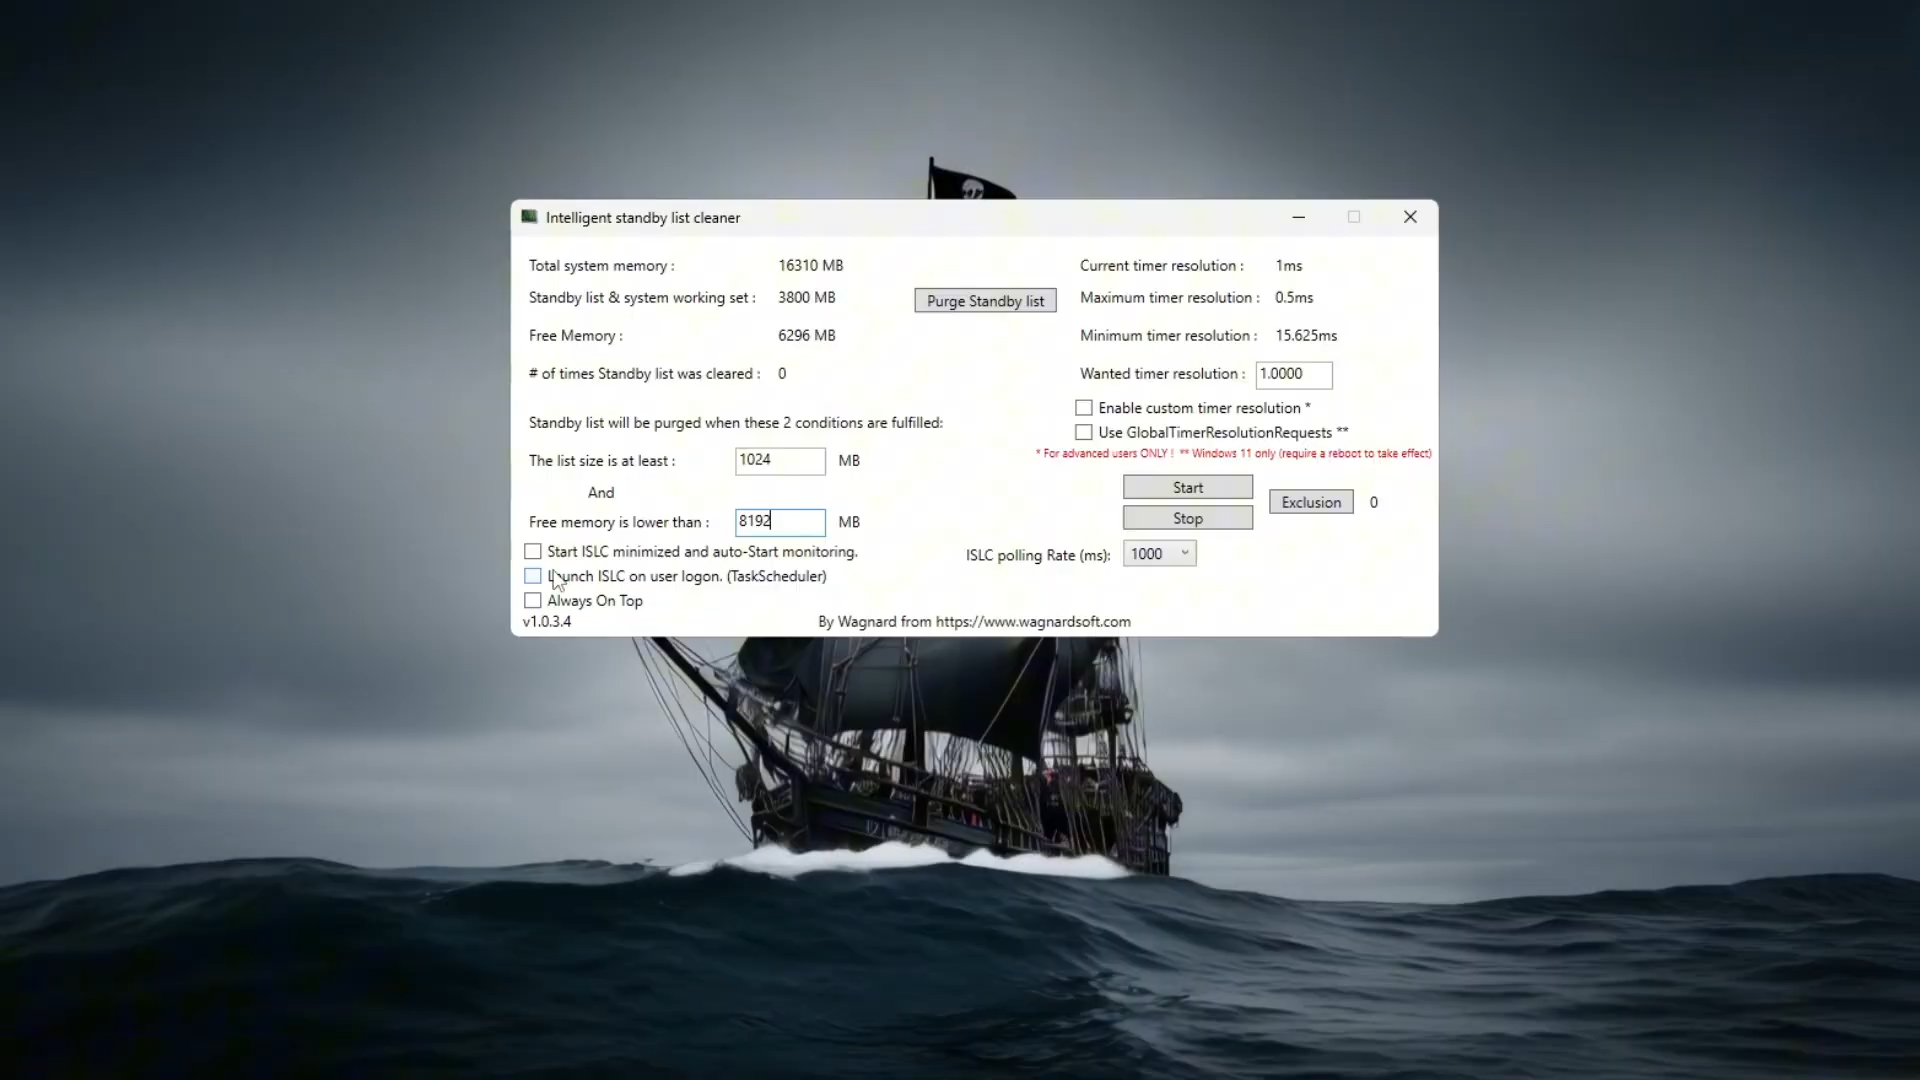 Intelligent standby list cleaner
Total system memory : 16310 MB
Standby list & system working set : 3800 MB
Purge Standby list
Free Memory : 6296 MB
# of times Standby list was cleared : 0
Standby list will be purged when these 2 conditions are fulfilled:
The list size is at least : 1024 MB
And
Free memory is lower than : 8192 MB
Start ISLC minimized and auto-Start monitoring.
Launch ISLC on user logon. (TaskScheduler)
Always On Top
v1.0.3.4
Current timer resolution : 1ms
Maximum timer resolution : 0.5ms
Minimum timer resolution : 15.625ms
Wanted timer resolution : 1.0000
Enable custom timer resolution *
Use GlobalTimerResolutionRequests **
* For advanced users ONLY ! ** Windows 11 only (require a reboot to take effect)
Start
Stop
Exclusion 0
ISLC polling Rate (ms): 1000
By Wagnard from https://www.wagnardsoft.com